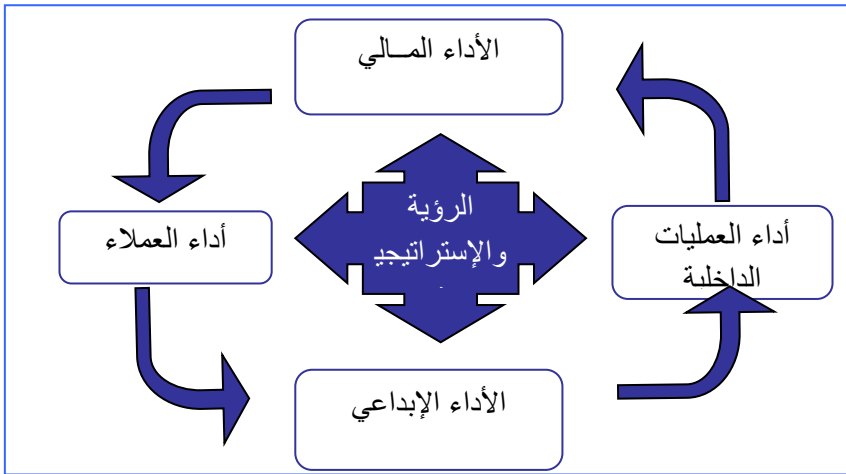 الأداء المــالي
الرؤية
والإستراتيجي
أداء العملاء
أداء العمليات
الداخلية
الأداء الإبداعي